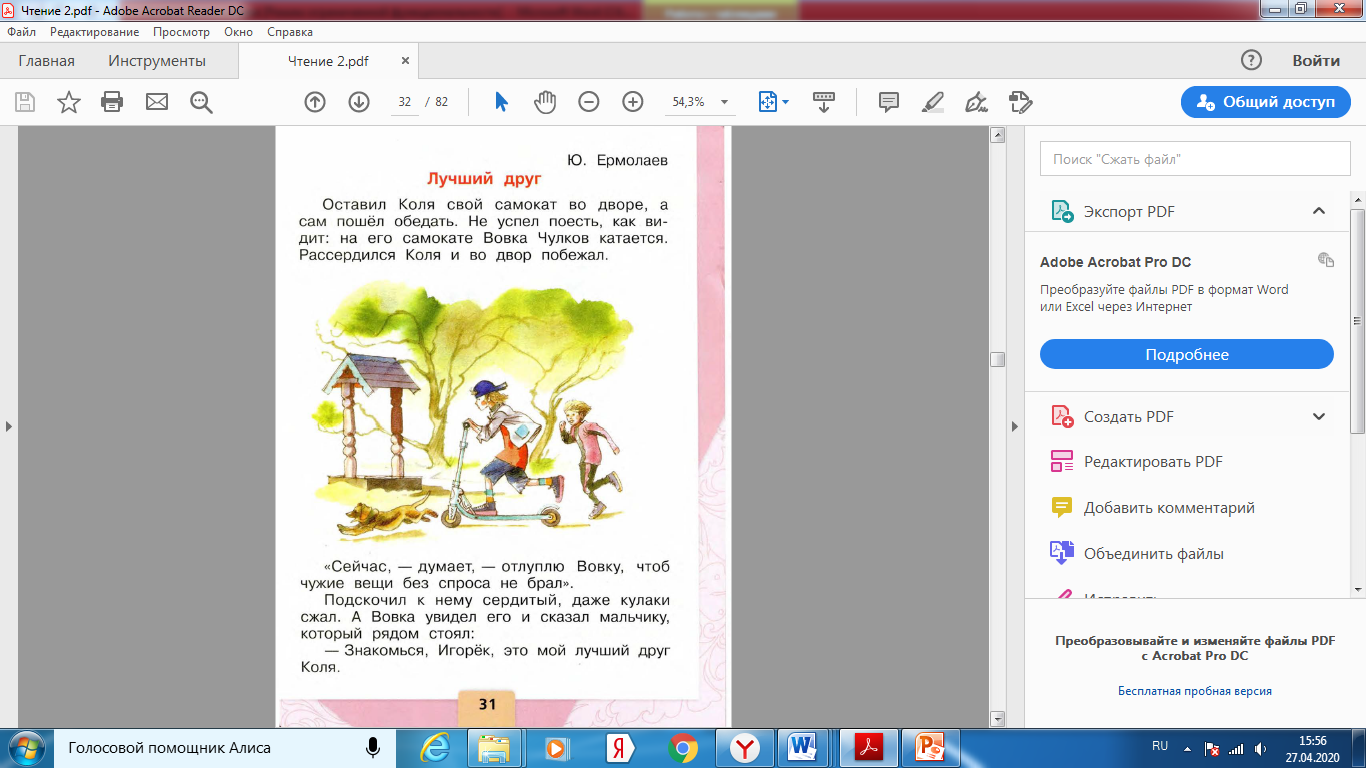 Чтение 2.pdf - Adobe Acrobat Reader DC
Файл Редактирование Просмотр Окно Справка
Главная Инструменты Чтение 2.pdf × Войти
32 / 82 54,3% Общий доступ
Ю. Ермолаев
Лучший друг
Оставил Коля свой самокат во дворе, а
сам пошёл обедать. Не успел поесть, как ви-
дит: на его самокате Вовка Чулков катается.
Рассердился Коля и во двор побежал.
«Сейчас, — думает, — отлуплю Вовку, чтоб
чужие вещи без спроса не брал».
Подскочил к нему сердитый, даже кулаки
сжал. А Вовка увидел его и сказал мальчику,
который рядом стоял:
— Знакомься, Игорёк, это мой лучший друг
Коля.
31
Поиск "Сжать файл"
Экспорт PDF
Adobe Acrobat Pro DC
Преобразуйте файлы PDF в формат Word
или Excel через Интернет
Подробнее
Создать PDF
Редактировать PDF
Добавить комментарий
Объединить файлы
Преобразовывайте и изменяйте файлы PDF
с Acrobat Pro DC
Бесплатная пробная версия
Голосовой помощник Алиса
RU 15:56
27.04.2020